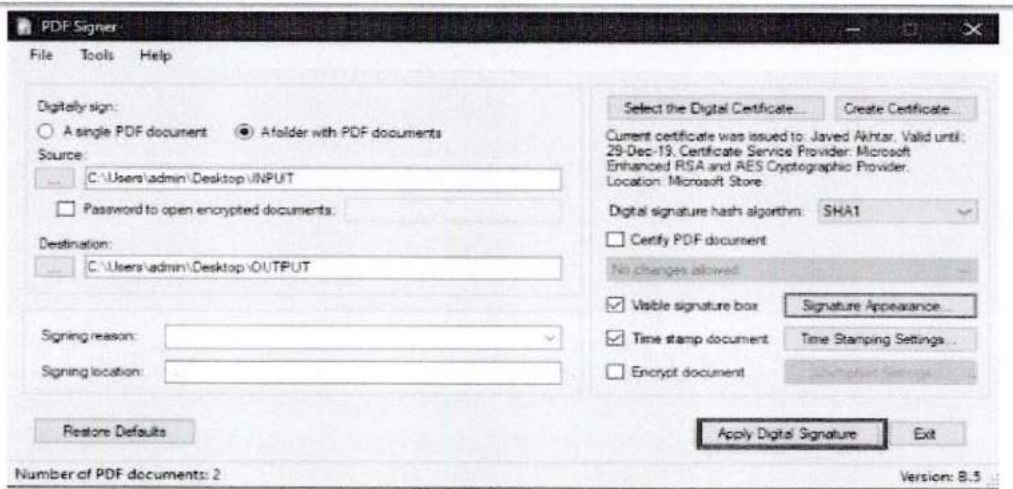 PDF Signer
File Tools Help
Digitally sign:
A single PDF document A folder with PDF documents
Source:
... C:\Users\admin\Desktop\INPUT
Password to open encrypted documents:
Destination:
... C:\Users\admin\Desktop\OUTPUT
Signing reason:
Signing location:
Restore Defaults
Select the Digital Certificate... Create Certificate...
Current certificate was issued to: Javed Akhtar, Valid until:
29-Dec-19, Certificate Service Provider: Microsoft
Enhanced RSA and AES Cryptographic Provider,
Location: Microsoft Store
Digital signature hash algorithm: SHA1
Certify PDF document
No changes allowed
Visible signature box Signature Appearance...
Time stamp document Time Stamping Settings...
Encrypt document Encryption Settings...
Apply Digital Signature Exit
Number of PDF documents: 2 Version: 8.5